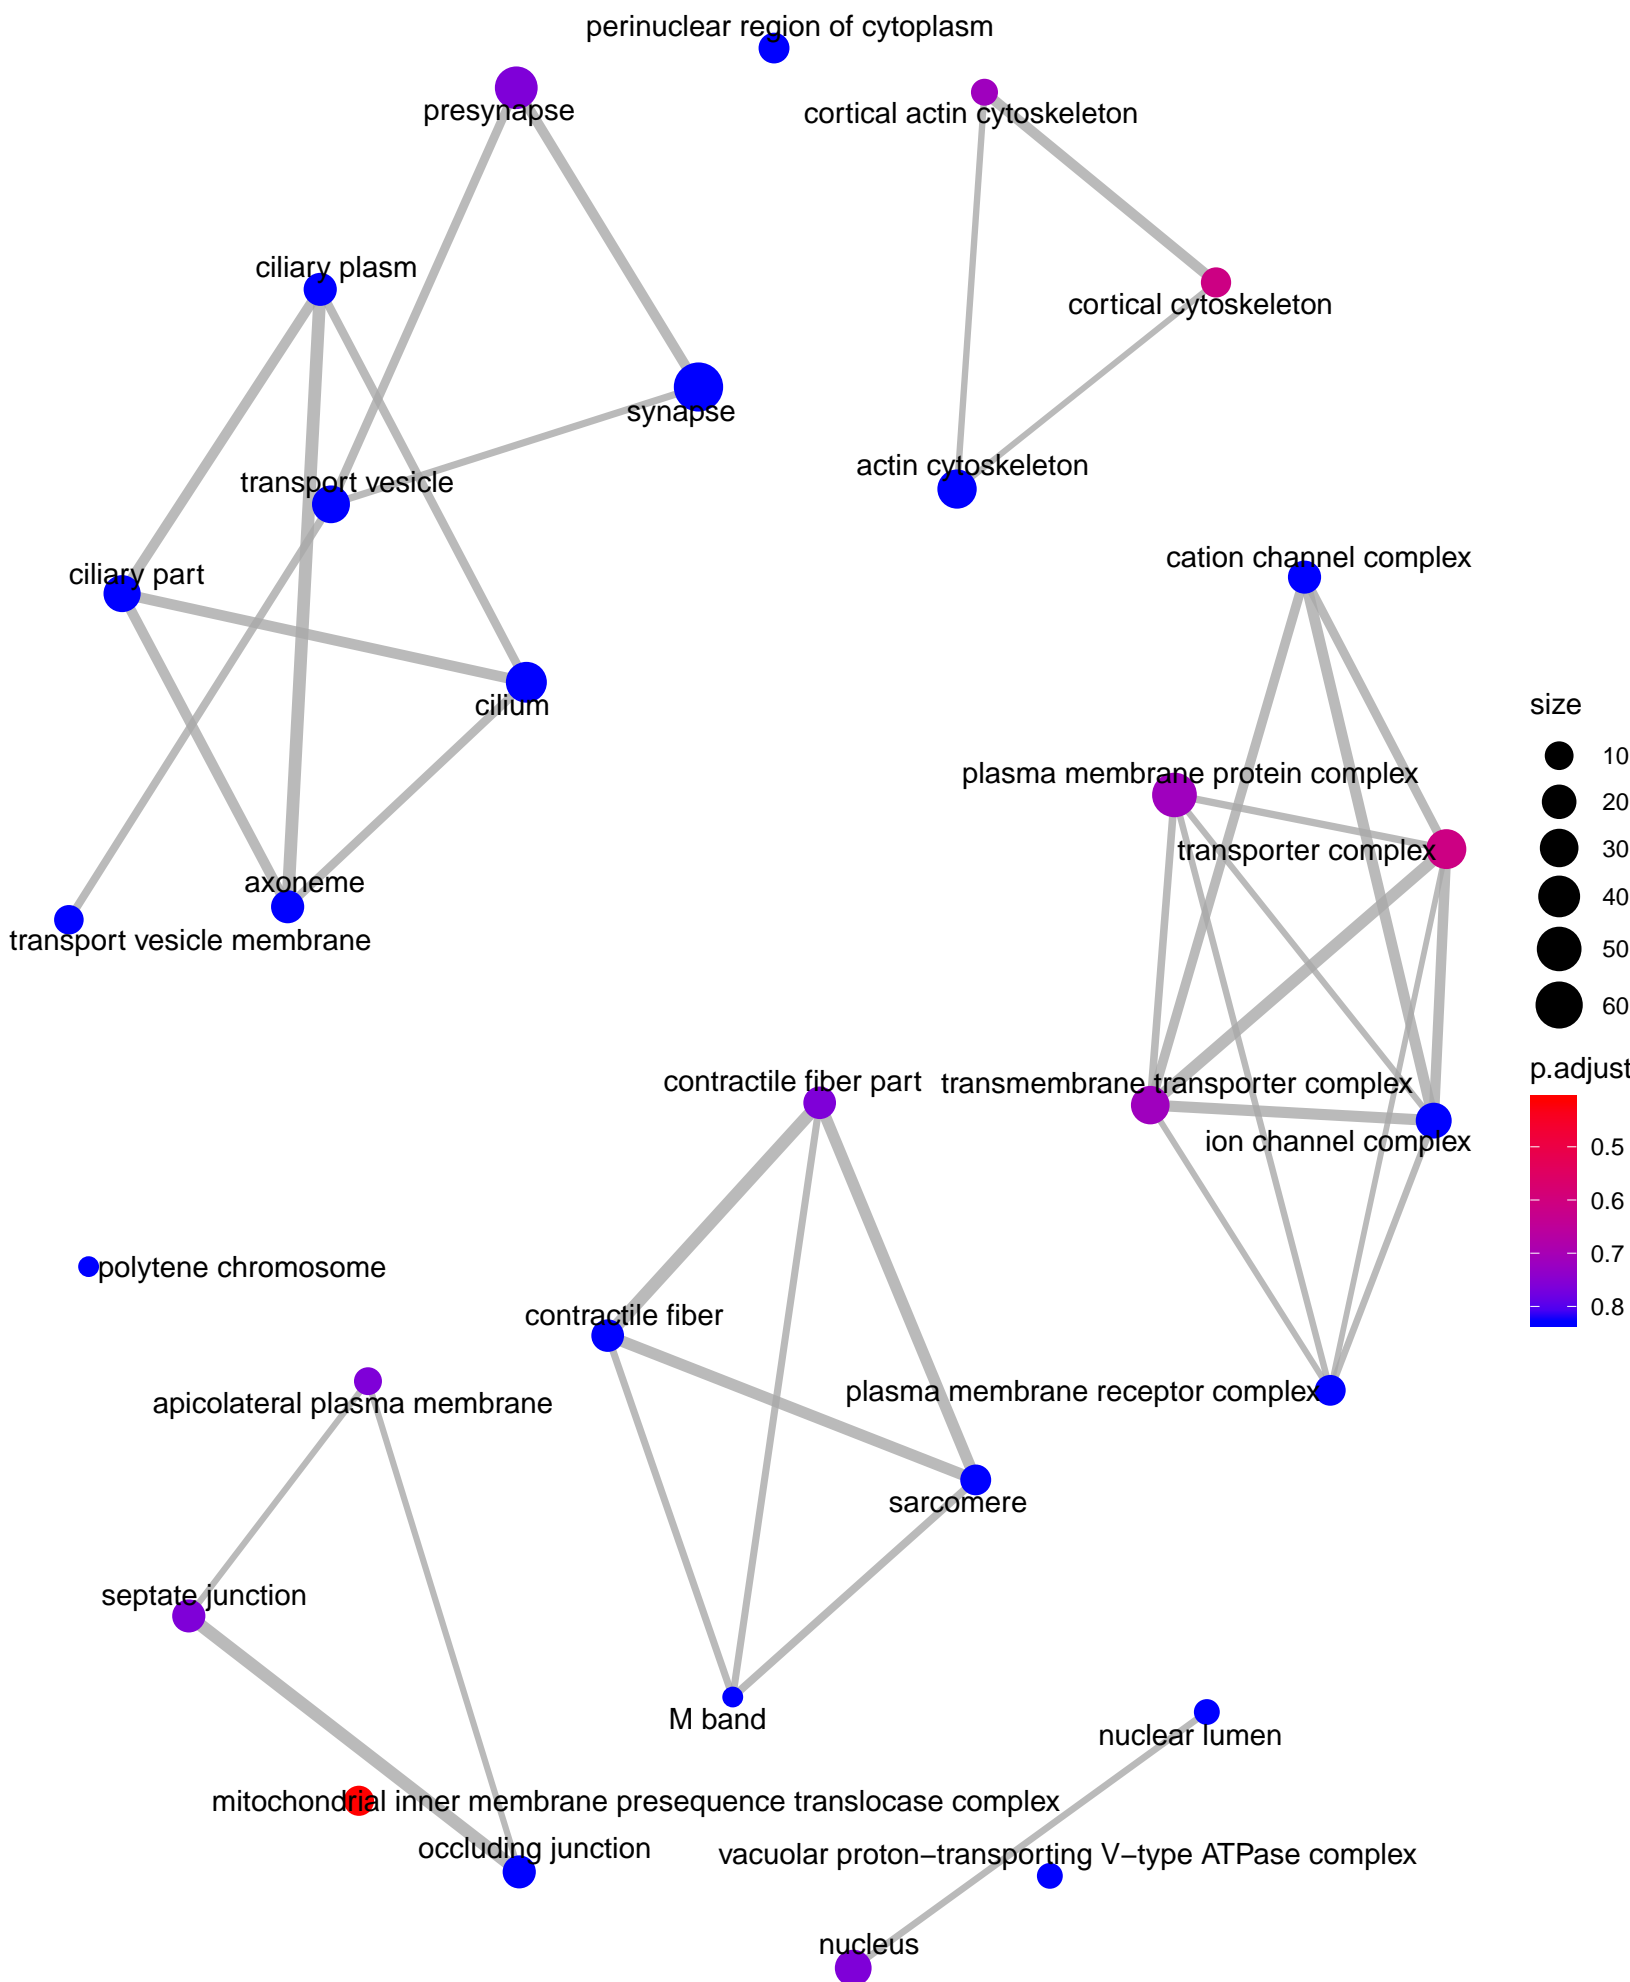 perinuclear region of cytoplasm
presynapse
cortical actin cytoskeleton
ciliary plasm
cortical cytoskeleton
synapse
transport vesicle
actin cytoskeleton
ciliary part
cation channel complex
cilium
size
10
20
30
40
50
60
plasma membrane protein complex
transporter complex
axoneme
transport vesicle membrane
p.adjust
0.5
0.6
0.7
0.8
contractile fiber part
transmembrane transporter complex
ion channel complex
polytene chromosome
contractile fiber
plasma membrane receptor complex
apicolateral plasma membrane
sarcomere
septate junction
M band
nuclear lumen
mitochondrial inner membrane presequence translocase complex
occluding junction
vacuolar proton−transporting V−type ATPase complex
nucleus